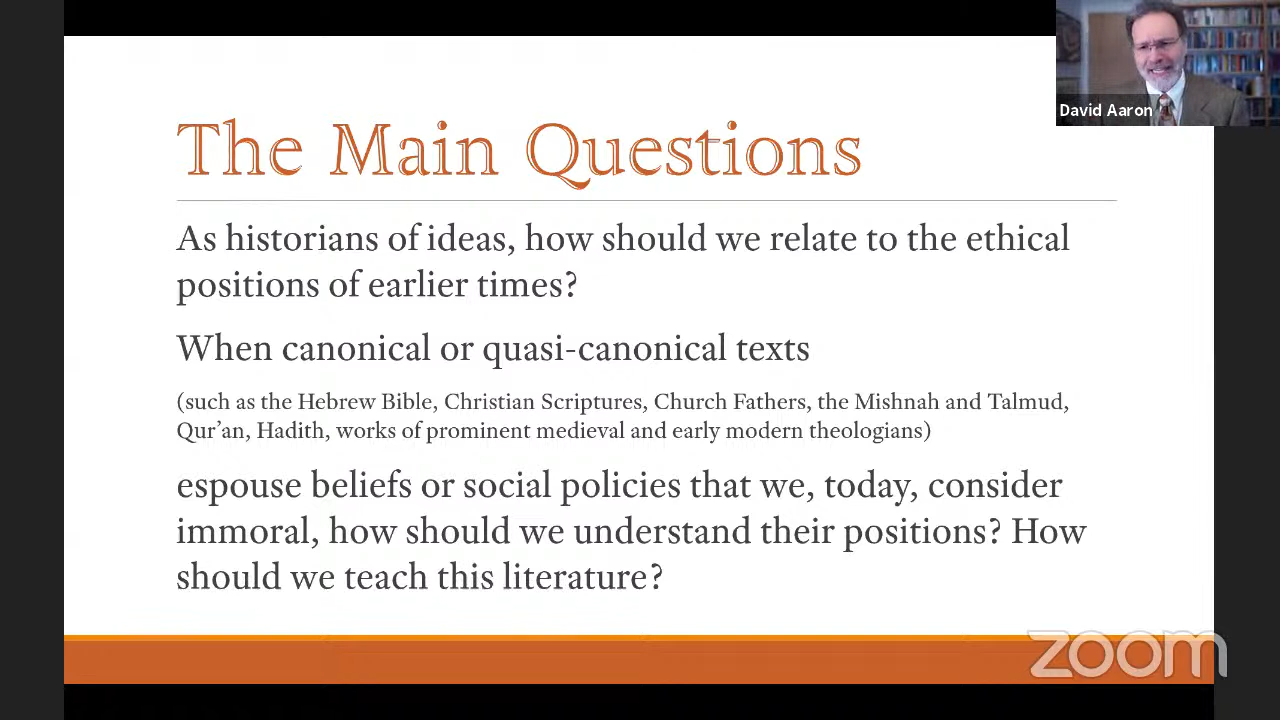 David Aaron
The Main Questions
As historians of ideas, how should we relate to the ethical
positions of earlier times?
When canonical or quasi-canonical texts
(such as the Hebrew Bible, Christian Scriptures, Church Fathers, the Mishnah and Talmud,
Qur’an, Hadith, works of prominent medieval and early modern theologians)
espouse beliefs or social policies that we, today, consider
immoral, how should we understand their positions? How
should we teach this literature?
zoom